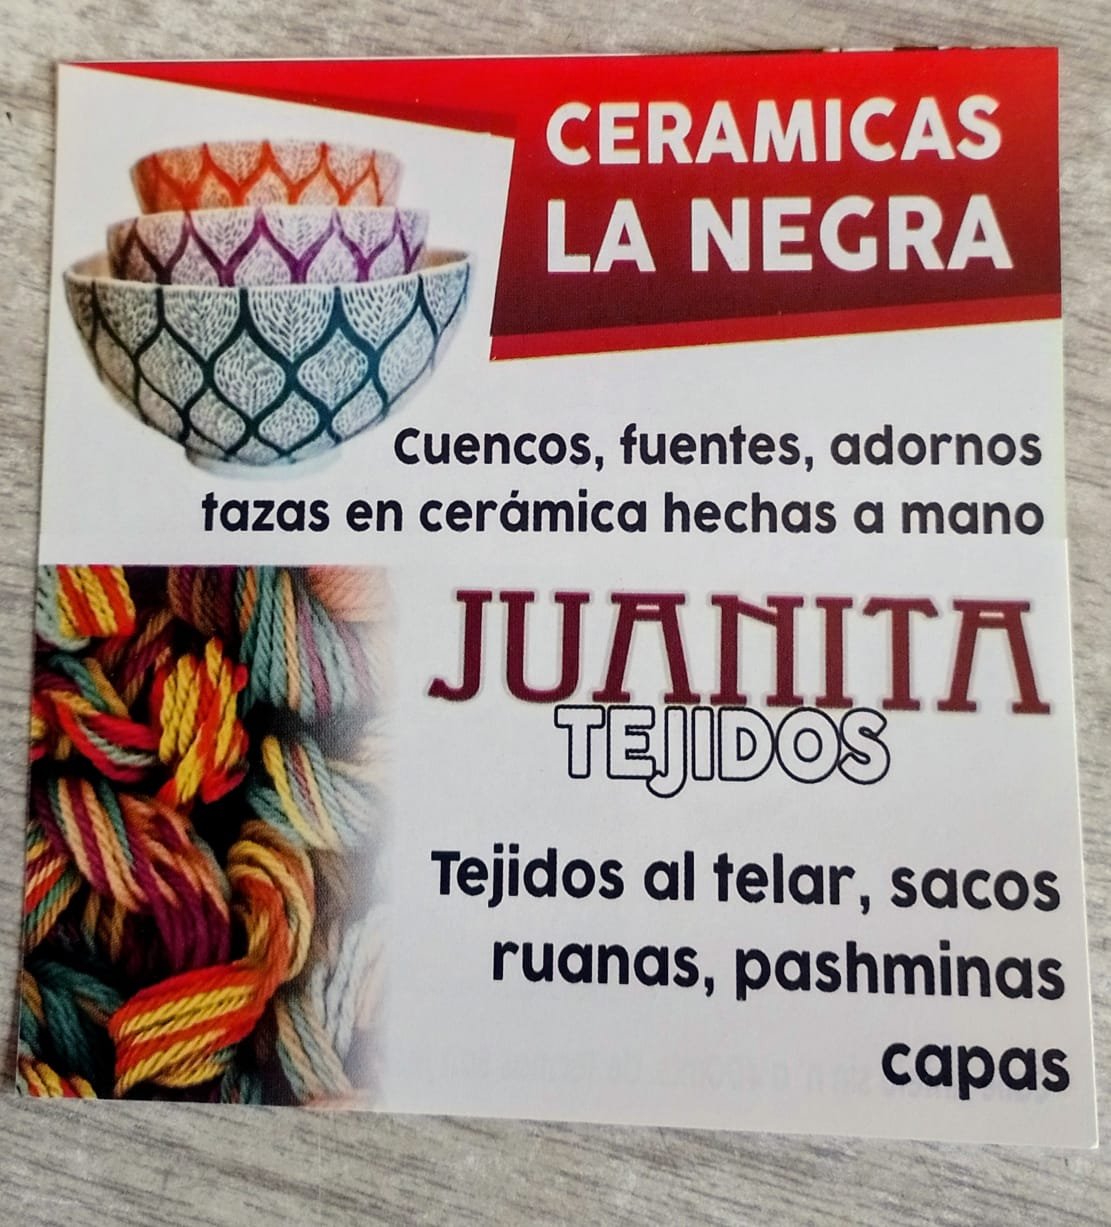 CERAMICAS
LA NEGRA
Cuencos, fuentes, adornos
tazas en cerámica hechas a mano
JUANITA
TEJIDOS
Tejidos al telar, sacos
ruanas, pashminas
capas